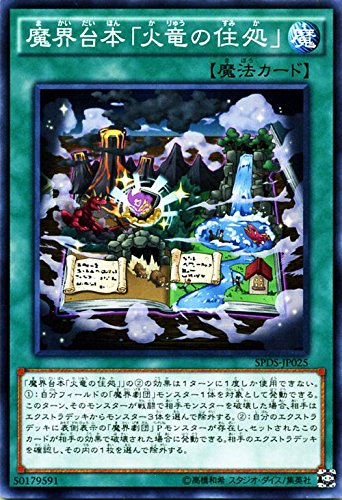 魔界台本「火竜の住処」
魔
【魔法カード】
SPDS-JP025
「魔界台本「火竜の住処」」の②の効果は1ターンに1度しか使用できない。
①:自分フィールドの「魔界劇団」モンスター1体を対象として発動できる。
このターン、そのモンスターが戦闘で相手モンスターを破壊した場合、相手は
エクストラデッキからモンスター3体を選んで除外する。②:自分のエクストラ
デッキに表側表示の「魔界劇団」Pモンスターが存在し、セットされたこの
カードが相手の効果で破壊された場合に発動できる。相手のエクストラデッキ
を確認し、その内の1枚を選んで除外する。
50179591
©高橋和希 スタジオ・ダイス/集英社